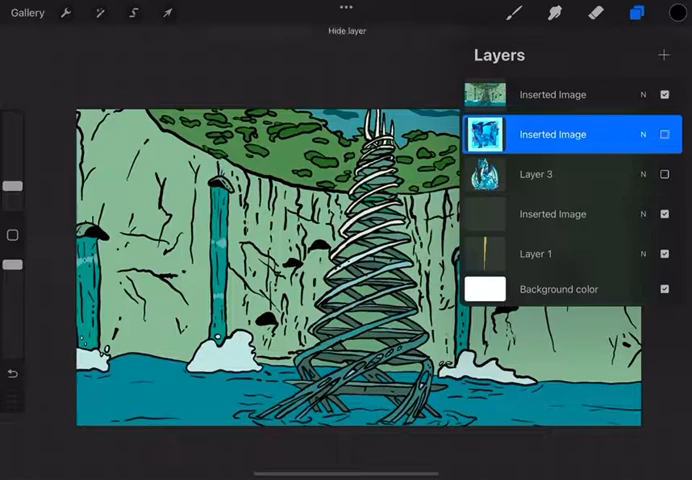 Gallery
Hide layer
Layers
Inserted Image N
Inserted Image N
Layer 3 N
Inserted Image N
Layer 1 N
Background color